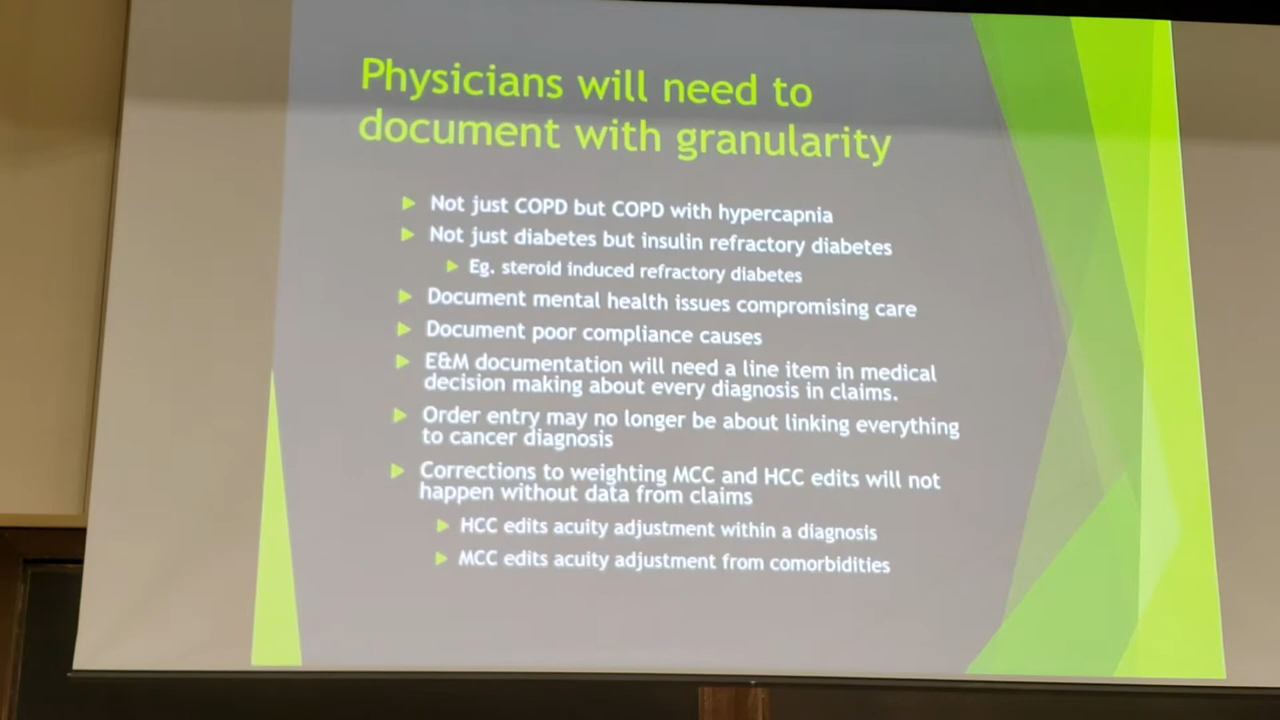 Physicians will need to
document with granularity
Not just COPD but COPD with hypercapnia
Not just diabetes but insulin refractory diabetes
Eg. steroid induced refractory diabetes
Document mental health issues compromising care
Document poor compliance causes
E&M documentation will need a line item in medical
decision making about every diagnosis in claims.
Order entry may no longer be about linking everything
to cancer diagnosis
Corrections to weighting MCC and HCC edits will not
happen without data from claims
HCC edits acuity adjustment within a diagnosis
MCC edits acuity adjustment from comorbidities